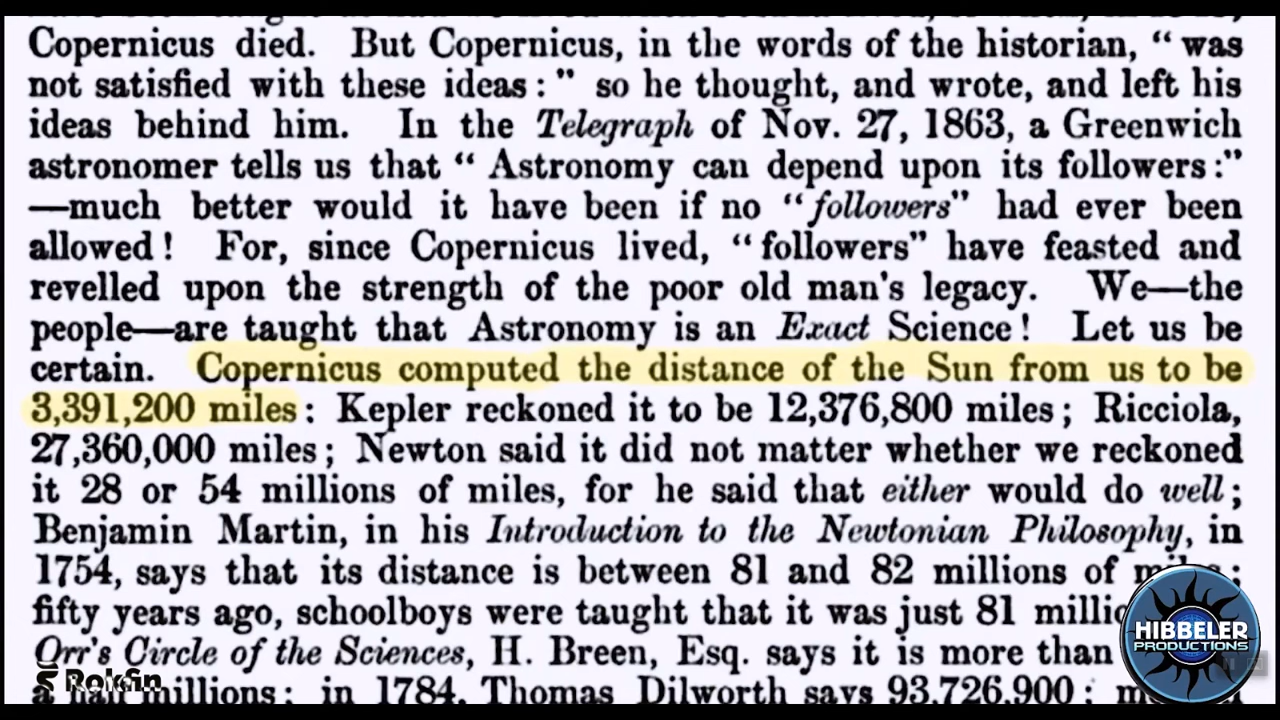 Copernicus died. But Copernicus, in the words of the historian, “ was
not satisfied with these ideas : ” so he thought, and wrote, and left his
ideas behind him. In the Telegraph of Nov. 27, 1863, a Greenwich
astronomer tells us that “ Astronomy can depend upon its followers :”
—much better would it have been if no “followers” had ever been
allowed ! For, since Copernicus lived, “ followers” have feasted and
revelled upon the strength of the poor old man’s legacy. We—the
people—are taught that Astronomy is an Exact Science ! Let us be
certain. Copernicus computed the distance of the Sun from us to be
3,391,200 miles : Kepler reckoned it to be 12,376,800 miles ; Ricciola,
27,360,000 miles ; Newton said it did not matter whether we reckoned
it 28 or 54 millions of miles, for he said that either would do well ;
Benjamin Martin, in his Introduction to the Newtonian Philosophy, in
1754, says that its distance is between 81 and 82 millions of miles ;
fifty years ago, schoolboys were taught that it was just 81
Orr’s Circle of the Sciences, H. Breen, Esq. says it is more than
a half millions ; in 1784, Thomas Dilworth says 93,726,900 ;
HIBBELER
PRODUCTIONS
Rokfin